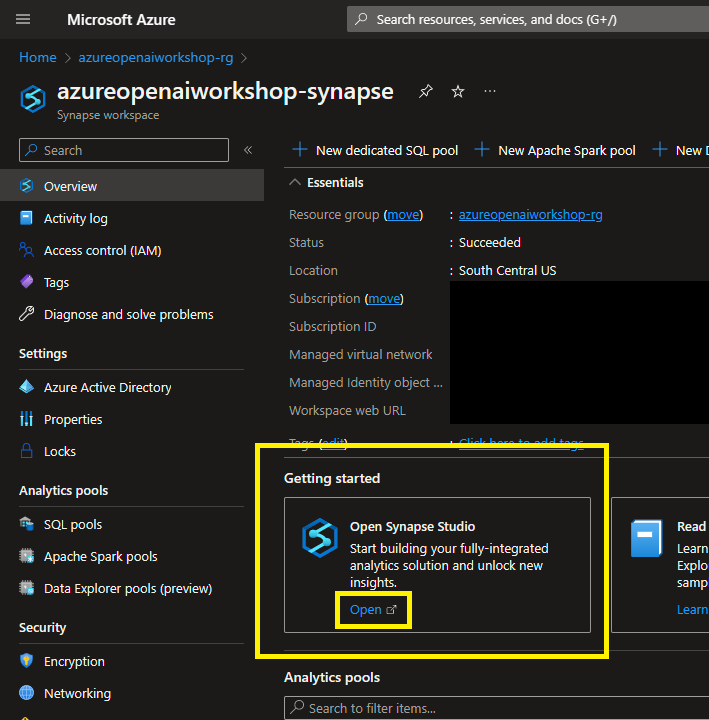 Microsoft Azure
Search resources, services, and docs (G+/)
Home > azureopenaiworkshop-rg >
azureopenaiworkshop-synapse
Synapse workspace
Search
Overview
Activity log
Access control (IAM)
Tags
Diagnose and solve problems
Settings
Azure Active Directory
Properties
Locks
Analytics pools
SQL pools
Apache Spark pools
Data Explorer pools (preview)
Security
Encryption
Networking
New dedicated SQL pool
New Apache Spark pool
New
Essentials
Resource group (move) : azureopenaiworkshop-rg
Status : Succeeded
Location : South Central US
Subscription (move)
Subscription ID
Managed virtual network
Managed Identity object ...
Workspace web URL
Tags (edit) : Click here to add tags
Getting started
Open Synapse Studio
Start building your fully-integrated
analytics solution and unlock new
insights.
Open
Read
Learn
Explo
samp
Learn
Analytics pools
Search to filter items...